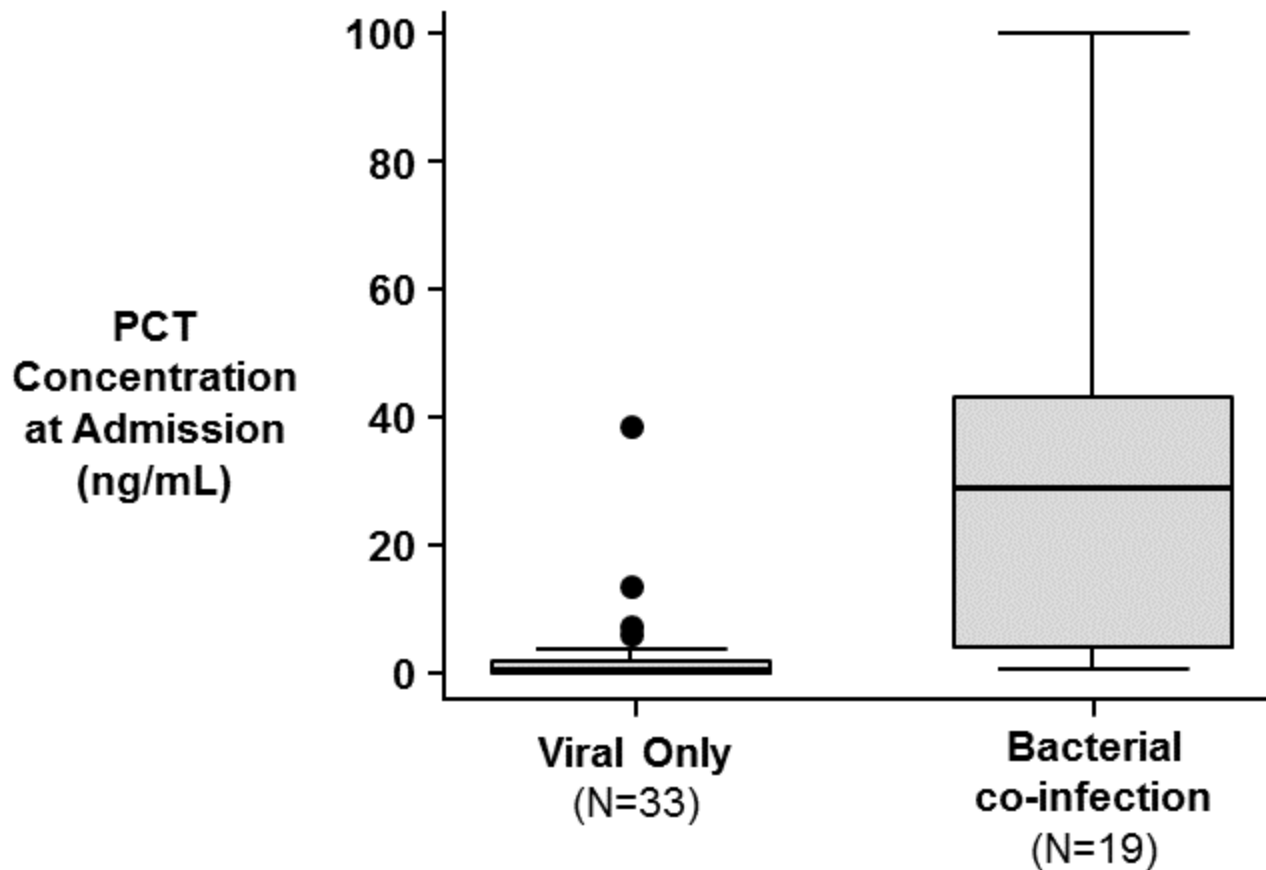 PCT
Concentration
at Admission
(ng/mL)
100
80
60
40
20
0
Viral Only
(N=33)
Bacterial
co-infection
(N=19)